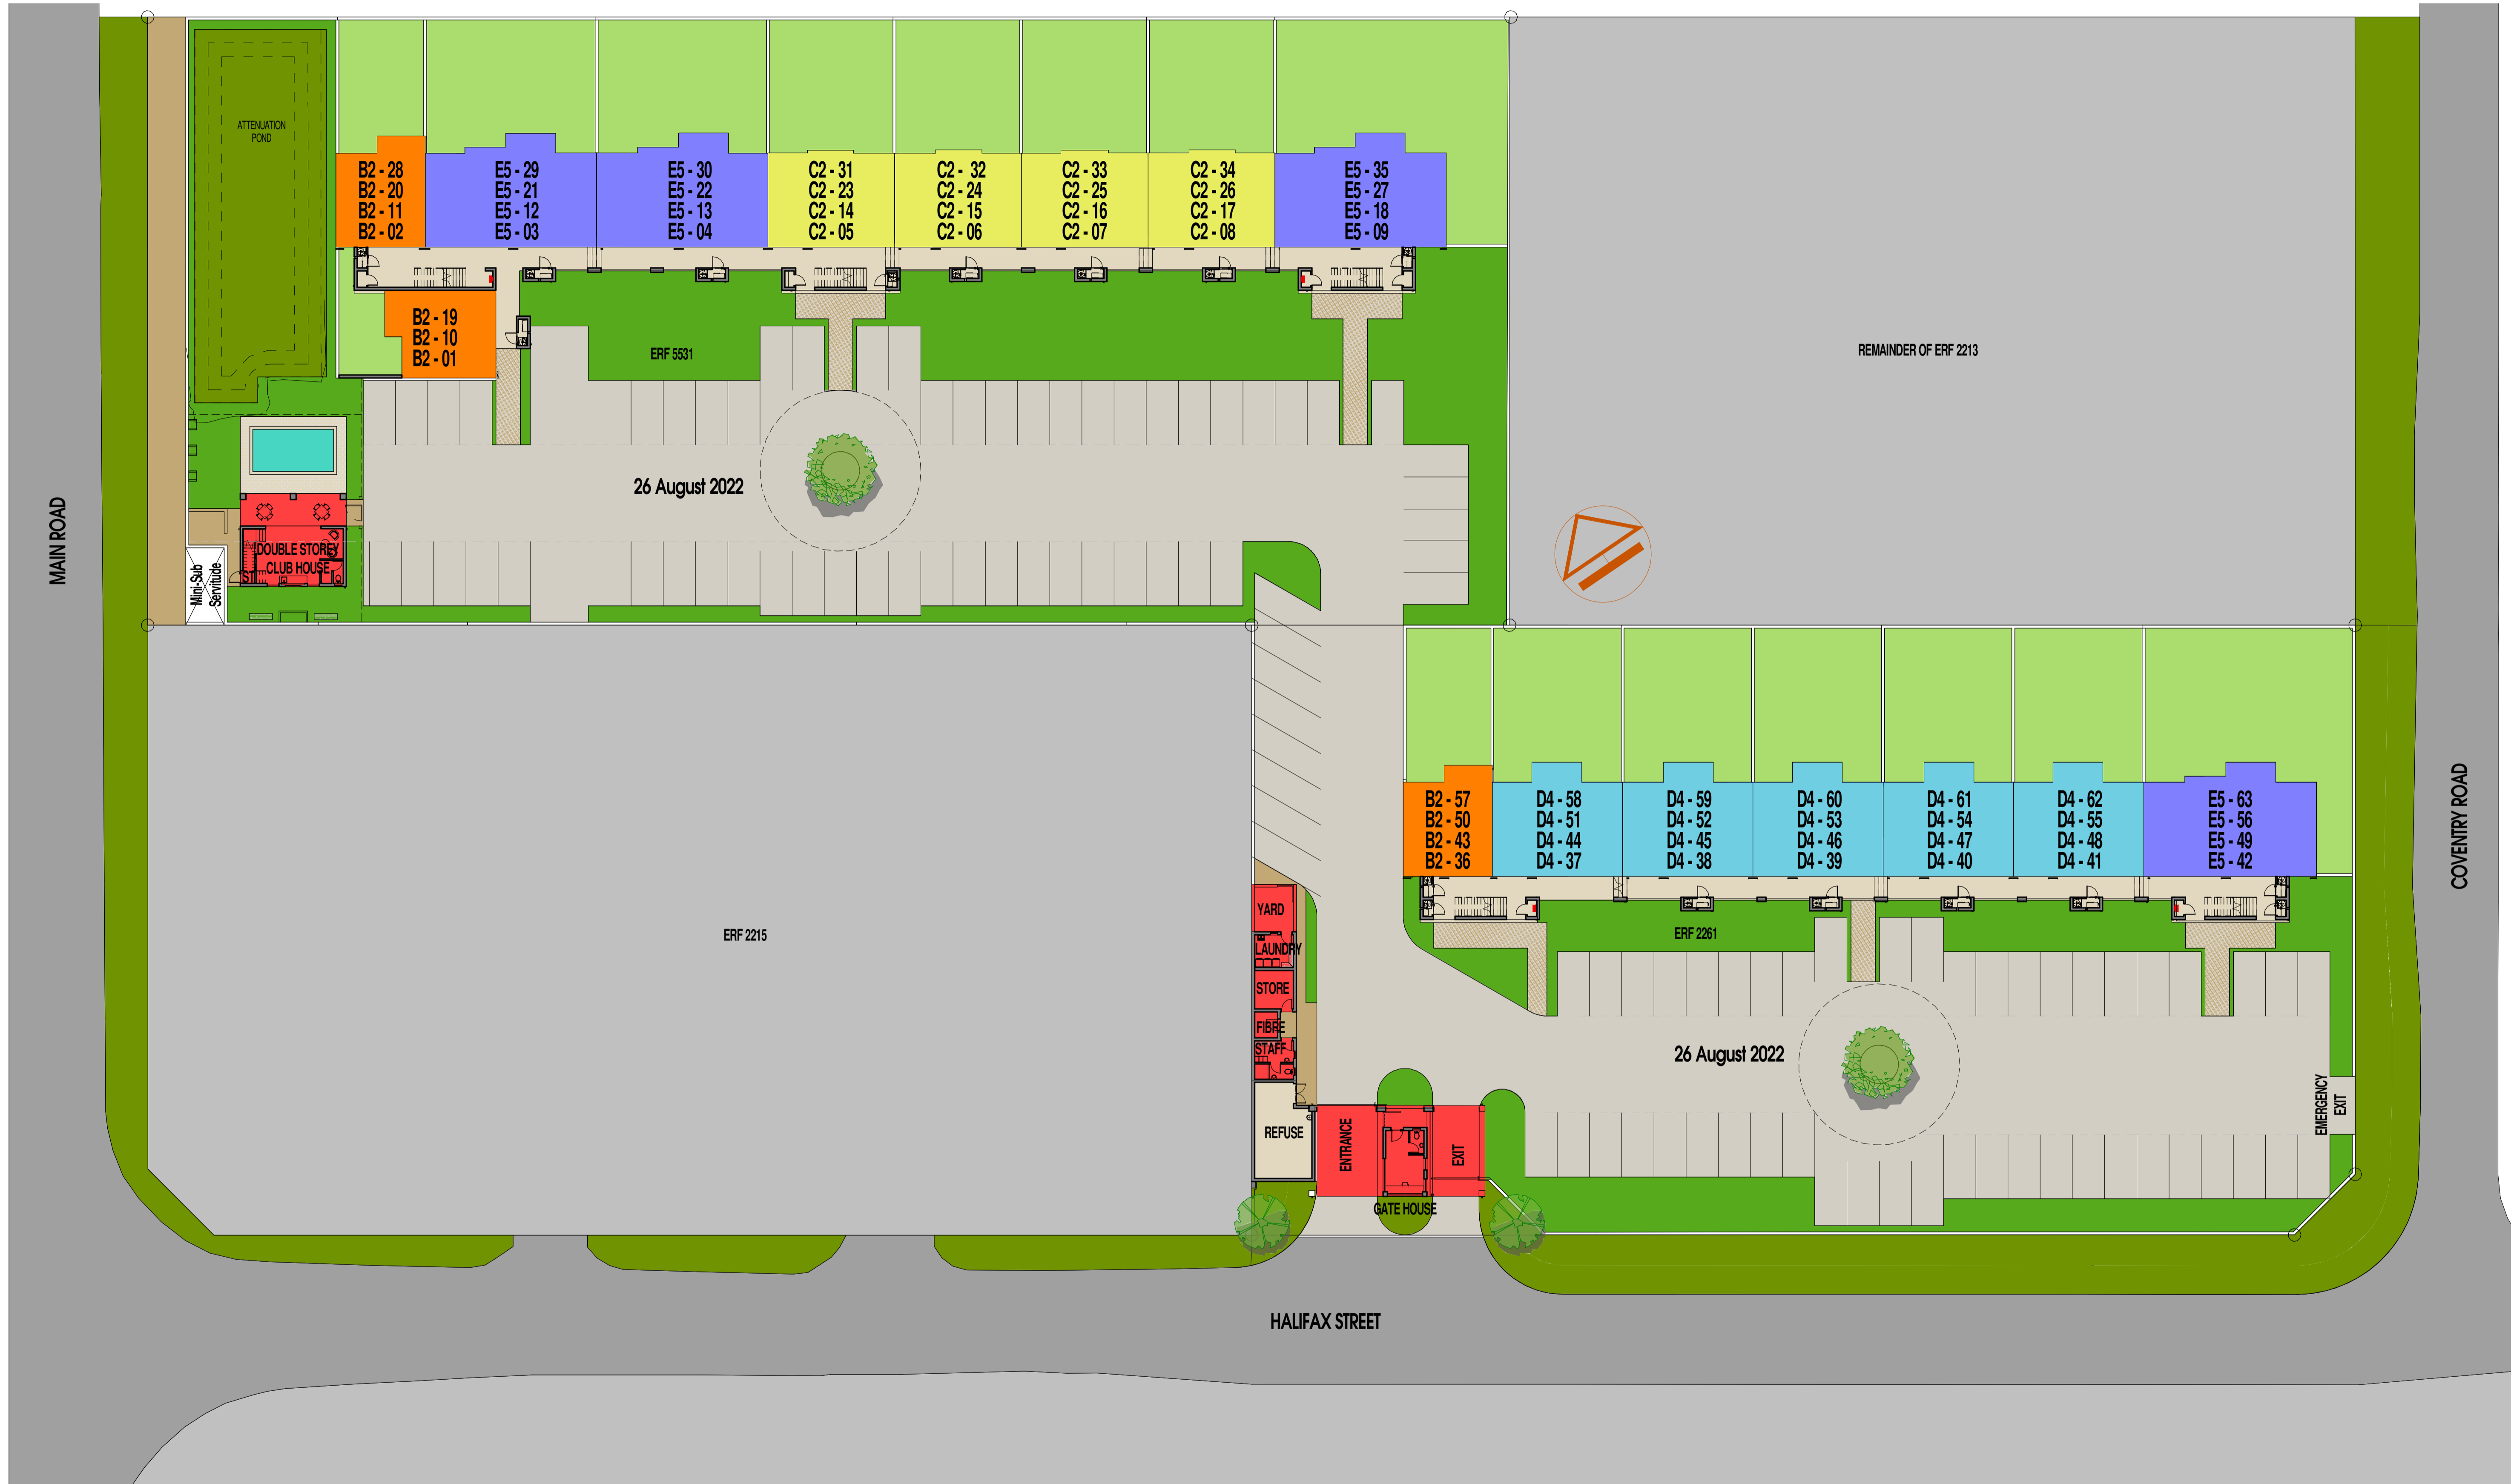 ATTENUATION
POND
B2 - 28
B2 - 20
B2 - 11
B2 - 02
E5 - 29
E5 - 21
E5 - 12
E5 - 03
E5 - 30
E5 - 22
E5 - 13
E5 - 04
C2 - 31
C2 - 23
C2 - 14
C2 - 05
C2 - 32
C2 - 24
C2 - 15
C2 - 06
C2 - 33
C2 - 25
C2 - 16
C2 - 07
C2 - 34
C2 - 26
C2 - 17
C2 - 08
E5 - 35
E5 - 27
E5 - 18
E5 - 09
B2 - 19
B2 - 10
B2 - 01
ERF 5531
REMAINDER OF ERF 2213
26 August 2022
MAIN ROAD
DOUBLE STOREY
CLUB HOUSE
ST
Mini-Sub
Servitude
B2 - 57
B2 - 50
B2 - 43
B2 - 36
D4 - 58
D4 - 51
D4 - 44
D4 - 37
D4 - 59
D4 - 52
D4 - 45
D4 - 38
D4 - 60
D4 - 53
D4 - 46
D4 - 39
D4 - 61
D4 - 54
D4 - 47
D4 - 40
D4 - 62
D4 - 55
D4 - 48
D4 - 41
E5 - 63
E5 - 56
E5 - 49
E5 - 42
COVENTRY ROAD
ERF 2215
YARD
LAUNDRY
STORE
FIBRE
STAFF
REFUSE
ENTRANCE
EXIT
GATE HOUSE
ERF 2261
26 August 2022
EMERGENCY
EXIT
HALIFAX STREET